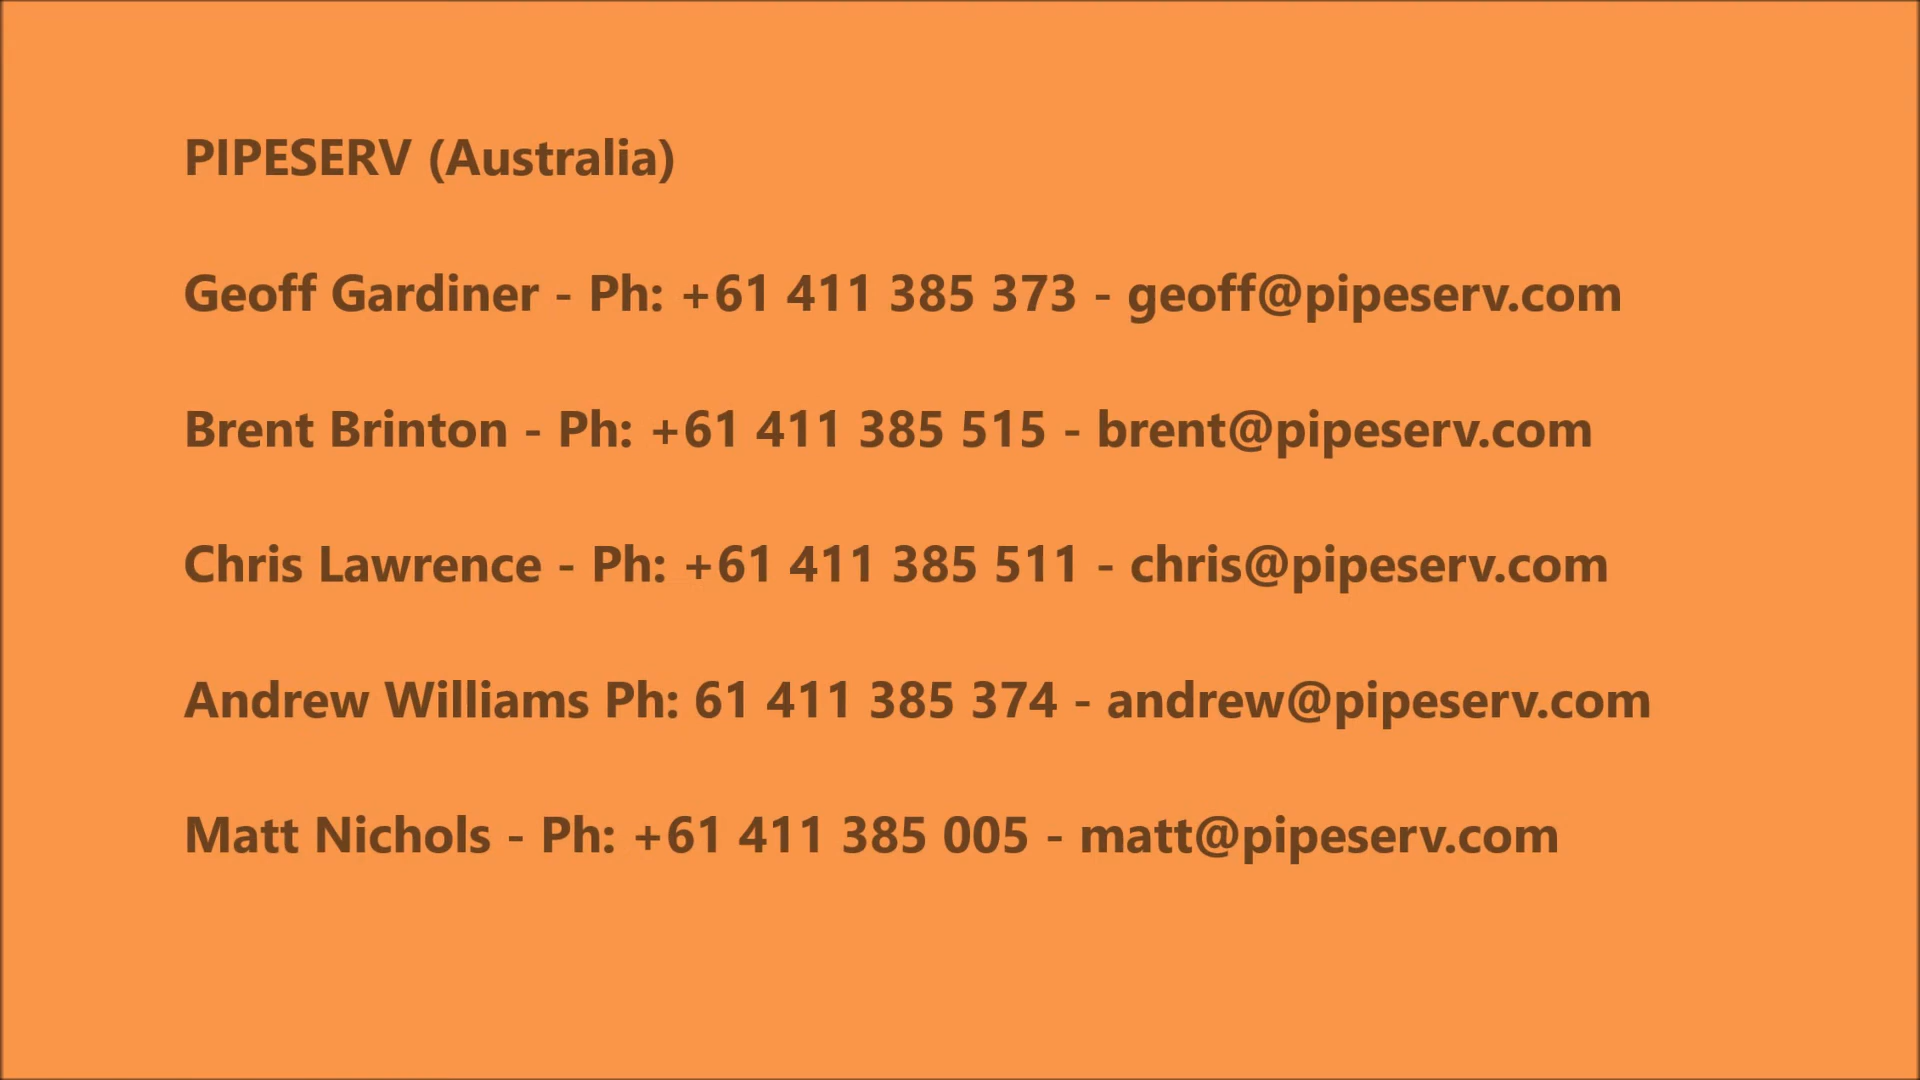 PIPESERV (Australia)
Geoff Gardiner - Ph: +61 411 385 373 - geoff@pipeserv.com
Brent Brinton - Ph: +61 411 385 515 - brent@pipeserv.com
Chris Lawrence - Ph: +61 411 385 511 - chris@pipeserv.com
Andrew Williams Ph: 61 411 385 374 - andrew@pipeserv.com
Matt Nichols - Ph: +61 411 385 005 - matt@pipeserv.com